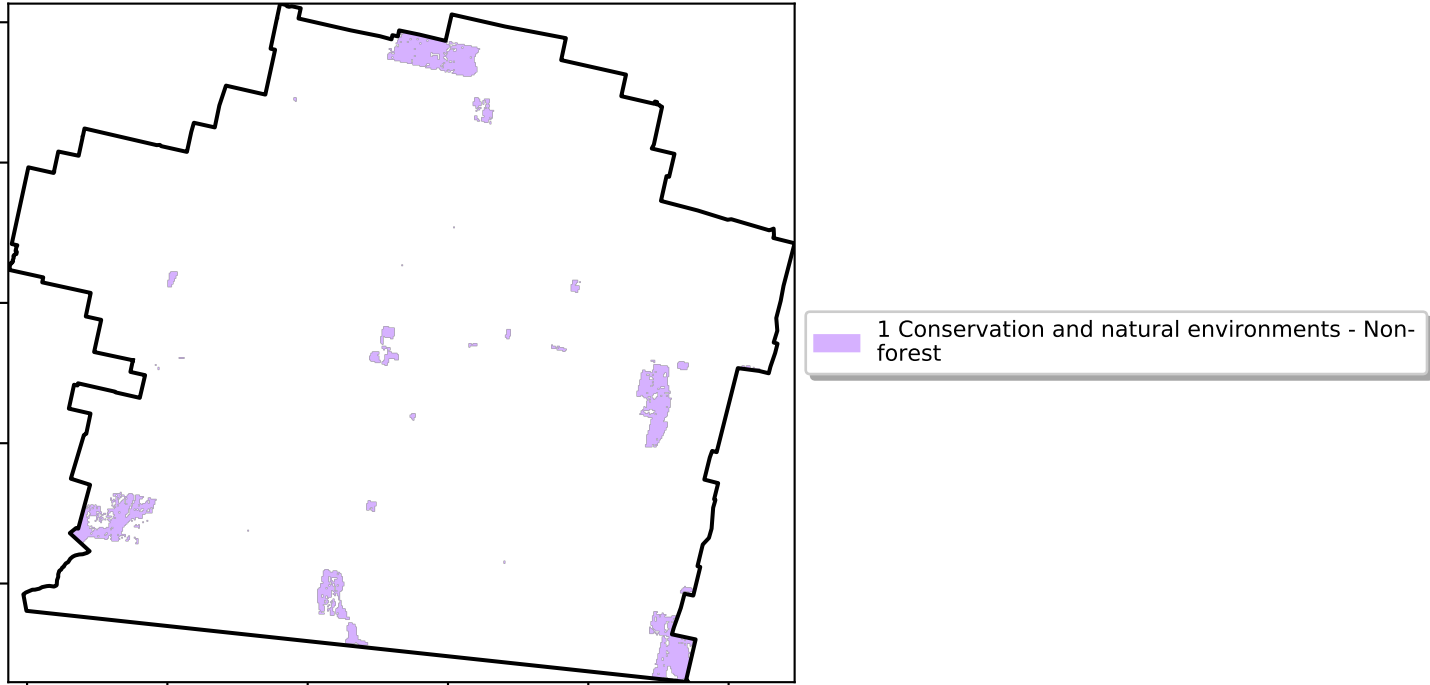 1 Conservation and natural environments - Non-
forest